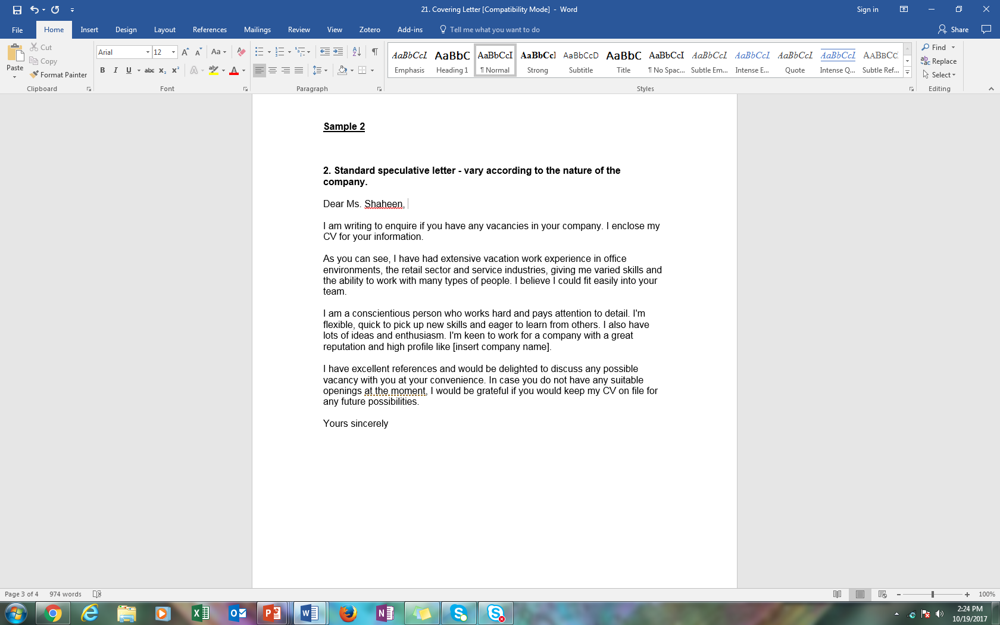 21. Covering Letter [Compatibility Mode] - Word
Sign in
File Home Insert Design Layout References Mailings Review View Zotero Add-ins Tell me what you want to do Share
Paste
Cut
Copy
Format Painter
Clipboard
Arial 12
Font
Paragraph
AaBbCcI AaBbC AaBbCcI AaBbCcI AaBbCcD AaBbC AaBbCcI AaBbCcI AaBbCcI AaBbCcI AaBbCcI AABBCC
Emphasis Heading 1 ¶ Normal Strong Subtitle Title ¶ No Spac... Subtle Em... Intense E... Quote Intense Q... Subtle Ref...
Styles
Find
Replace
Select
Editing
Sample 2
2. Standard speculative letter - vary according to the nature of the
company.
Dear Ms. Shaheen,
I am writing to enquire if you have any vacancies in your company. I enclose my
CV for your information.
As you can see, I have had extensive vacation work experience in office
environments, the retail sector and service industries, giving me varied skills and
the ability to work with many types of people. I believe I could fit easily into your
team.
I am a conscientious person who works hard and pays attention to detail. I'm
flexible, quick to pick up new skills and eager to learn from others. I also have
lots of ideas and enthusiasm. I'm keen to work for a company with a great
reputation and high profile like [insert company name].
I have excellent references and would be delighted to discuss any possible
vacancy with you at your convenience. In case you do not have any suitable
openings at the moment, I would be grateful if you would keep my CV on file for
any future possibilities.
Yours sincerely
Page 3 of 4 974 words
100%
2:24 PM
10/19/2017